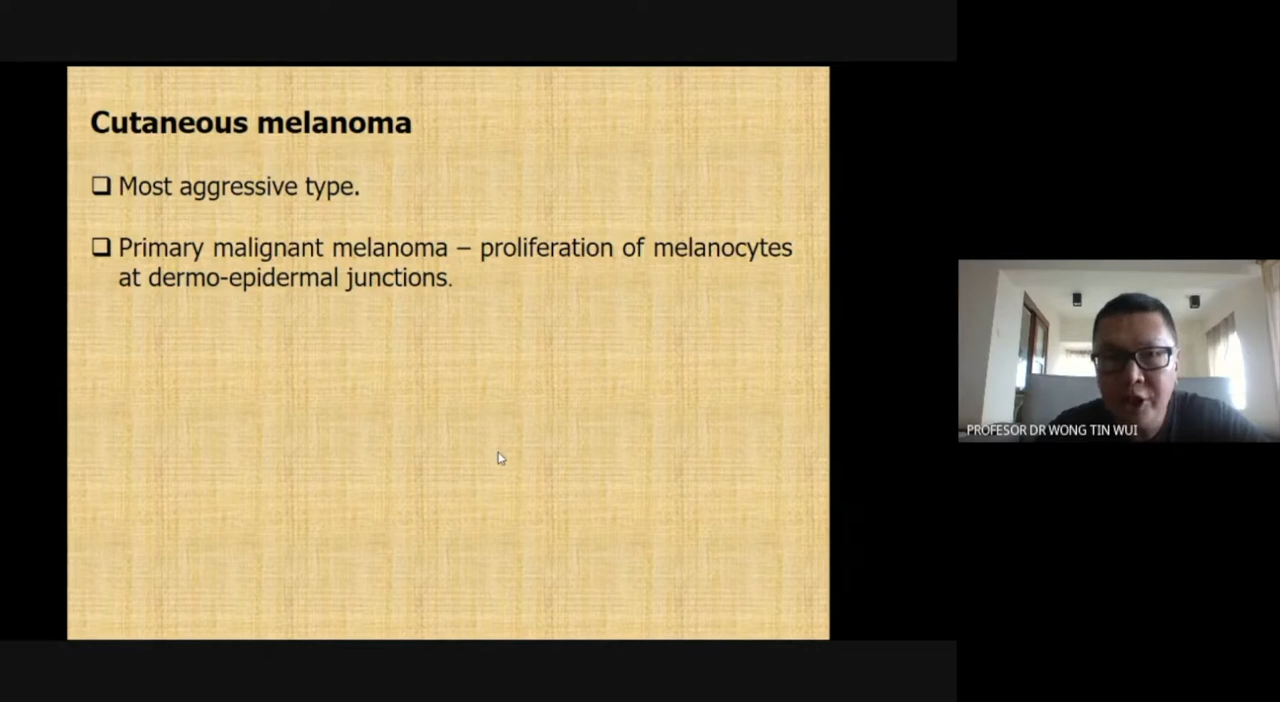 Cutaneous melanoma
❑ Most aggressive type.
❑ Primary malignant melanoma – proliferation of melanocytes
at dermo-epidermal junctions.
PROFESOR DR WONG TIN WUI